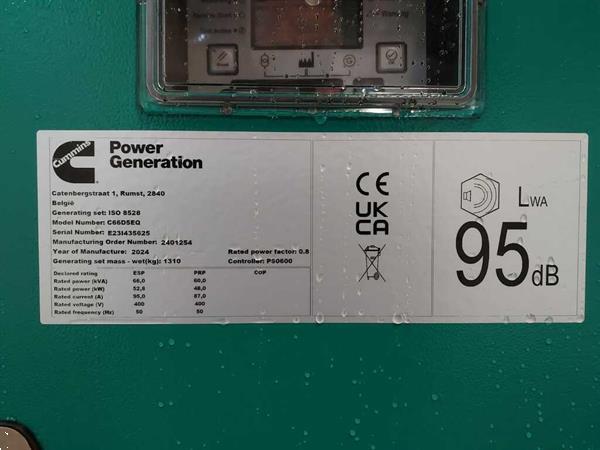 Warning
Reset
Cummins
Power
Generation
Catenbergstraat 1, Rumst, 2840
België
Generating set: ISO 8528
Model Number: C66D5EQ
Serial Number: E23I435625
Manufacturing Order Number: 2401254
Year of Manufacture: 2024 Rated power factor: 0.8
Generating set mass - wet(kg): 1310 Controller: PS0600
Declared rating ESP PRP COP
Rated power (kVA) 66,0 60,0
Rated power (kW) 52,8 48,0
Rated current (A) 95,0 87,0
Rated voltage (V) 400 400
Rated frequency (Hz) 50 50
CE
UK
CA
LWA
95dB